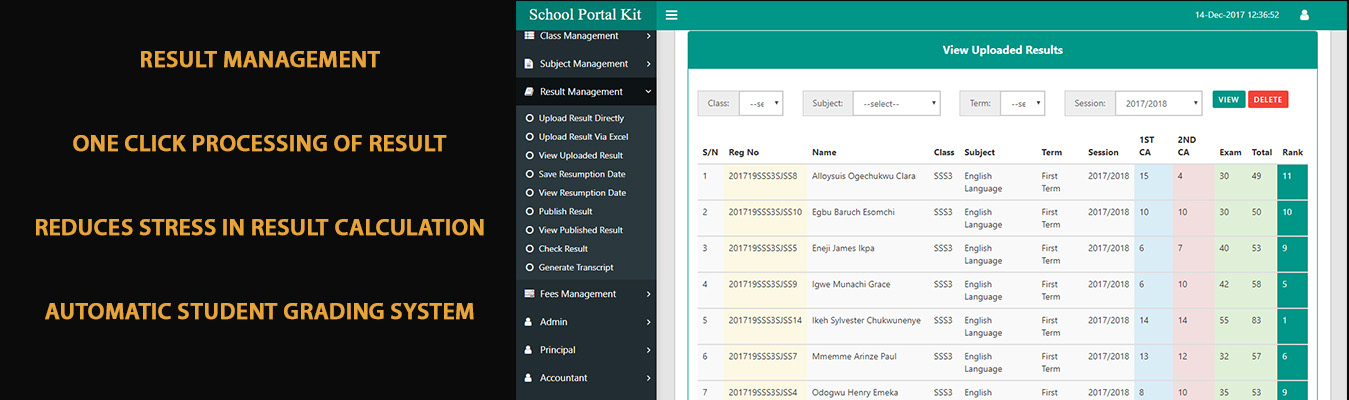 RESULT MANAGEMENT
ONE CLICK PROCESSING OF RESULT
REDUCES STRESS IN RESULT CALCULATION
AUTOMATIC STUDENT GRADING SYSTEM
School Portal Kit
14-Dec-2017 12:36:52
Class Management
Subject Management
Result Management
Upload Result Directly
Upload Result Via Excel
View Uploaded Result
Save Resumption Date
View Resumption Date
Publish Result
View Published Result
Check Result
Generate Transcript
Fees Management
Admin
Principal
Accountant
View Uploaded Results
Class: --se Subject: --select-- Term: --se Session: 2017/2018 VIEW DELETE
S/N Reg No Name Class Subject Term Session 1ST CA 2ND CA Exam Total Rank
1 201719SSS3SJSS8 Alloysuis Ogechukwu Clara SSS3 English Language First Term 2017/2018 15 4 30 49 11
2 201719SSS3SJSS10 Egbu Baruch Esomchi SSS3 English Language First Term 2017/2018 10 10 30 50 10
3 201719SSS3SJSS5 Eneji James Ikpa SSS3 English Language First Term 2017/2018 6 7 40 53 9
4 201719SSS3SJSS9 Igwe Munachi Grace SSS3 English Language First Term 2017/2018 6 10 42 58 5
5 201719SSS3SJSS14 Ikeh Sylvester Chukwunenye SSS3 English Language First Term 2017/2018 14 14 55 83 1
6 201719SSS3SJSS7 Mmemme Arinze Paul SSS3 English Language First Term 2017/2018 13 12 32 57 6
7 201719SSS3SJSS4 Odogwu Henry Emeka SSS3 English First 2017/2018 8 10 35 53 9